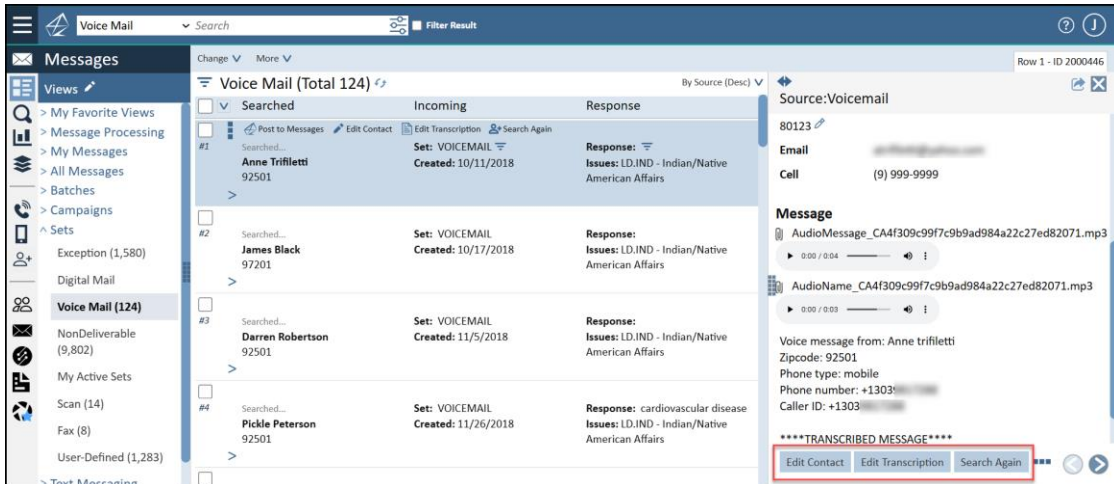 Voice Mail
Search
Filter Result
?
J
Messages
Change
More
Row 1 - ID 2000446
Views
> My Favorite Views
> Message Processing
> My Messages
> All Messages
> Batches
> Campaigns
^ Sets
Exception (1,580)
Digital Mail
Voice Mail (124)
NonDeliverable
(9,802)
My Active Sets
Scan (14)
Fax (8)
User-Defined (1,283)
> Text Messaging
Voice Mail (Total 124)
By Source (Desc)
Searched Incoming Response
Post to Messages Edit Contact Edit Transcription Search Again
#1
Searched... Set: VOICEMAIL Response:
Anne Trifiletti Created: 10/11/2018 Issues: LD.IND - Indian/Native
92501 American Affairs
>
#2
Searched... Set: VOICEMAIL Response:
James Black Created: 10/17/2018 Issues: LD.IND - Indian/Native
97201 American Affairs
>
#3
Searched... Set: VOICEMAIL Response:
Darren Robertson Created: 11/5/2018 Issues: LD.IND - Indian/Native
92501 American Affairs
>
#4
Searched... Set: VOICEMAIL Response: cardiovascular disease
Pickle Peterson Created: 11/26/2018 Issues: LD.IND - Indian/Native
92501 American Affairs
>
Source:Voicemail
80123
Email
Cell (9) 999-9999
Message
AudioMessage_CA4f309c99f7c9b9ad984a22c27ed82071.mp3
0:00 / 0:04
AudioName_CA4f309c99f7c9b9ad984a22c27ed82071.mp3
0:00 / 0:03
Voice message from: Anne trifiletti
Zipcode: 92501
Phone type: mobile
Phone number: +1303
Caller ID: +1303
****TRANSCRIBED MESSAGE****
Edit Contact Edit Transcription Search Again